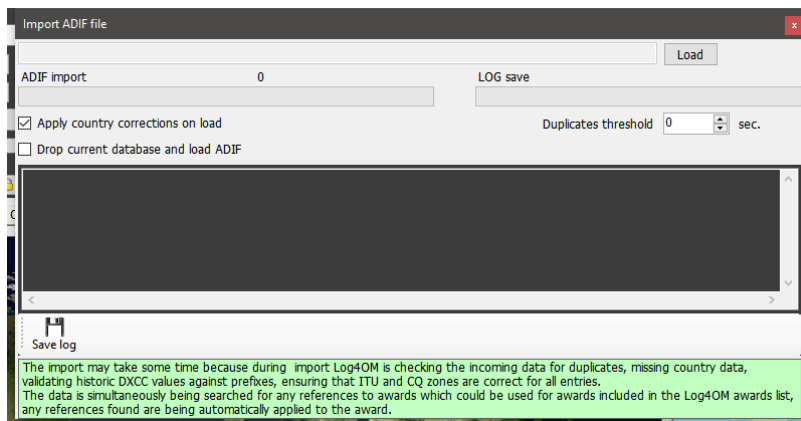 Import ADIF file
x
Load
ADIF import 0 LOG save
Apply country corrections on load Duplicates threshold 0 sec.
Drop current database and load ADIF
Save log
The import may take some time because during import Log4OM is checking the incoming data for duplicates, missing country data,
validating historic DXCC values against prefixes, ensuring that ITU and CQ zones are correct for all entries.
The data is simultaneously being searched for any references to awards which could be used for awards included in the Log4OM awards list,
any references found are being automatically applied to the award.